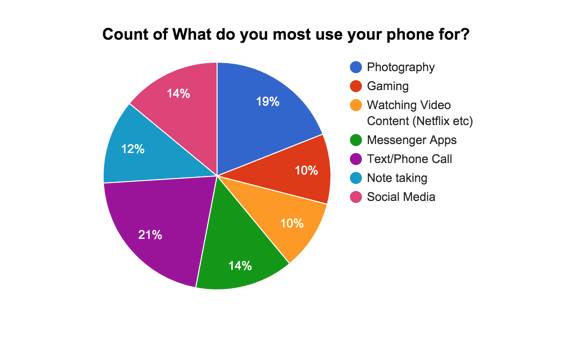 Count of What do you most use your phone for?
Photography
Gaming
Watching Video
Content (Netflix etc)
Messenger Apps
Text/Phone Call
Note taking
Social Media
19%
10%
10%
14%
21%
12%
14%